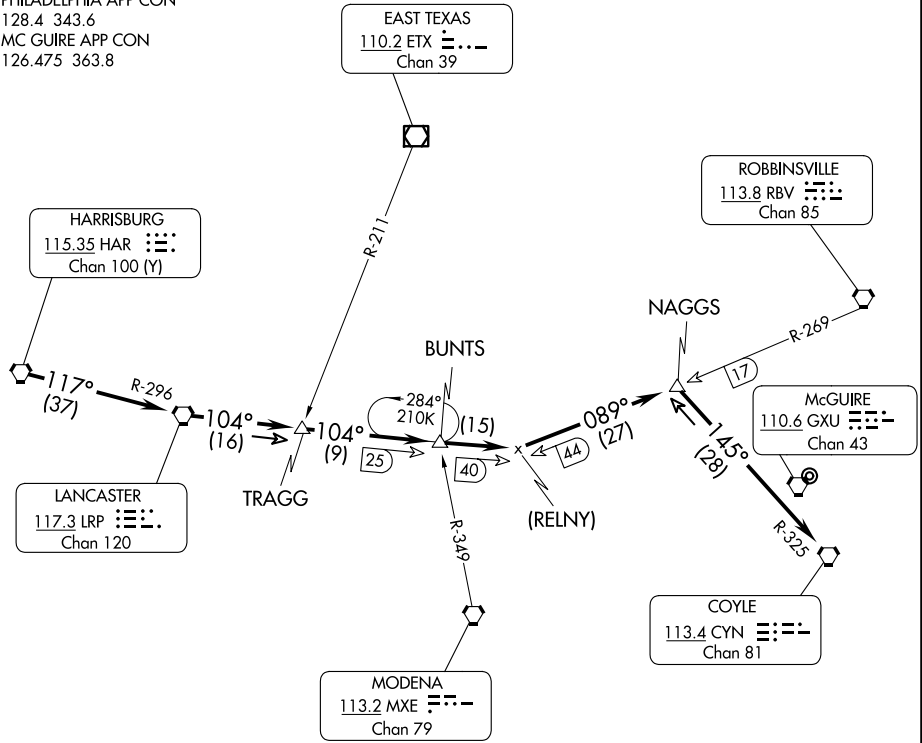 PHILADELPHIA APP CON
128.4 343.6
MC GUIRE APP CON
126.475 363.8
EAST TEXAS
110.2 ETX
Chan 39
ROBBINSVILLE
113.8 RBV
Chan 85
HARRISBURG
115.35 HAR
Chan 100 (Y)
R-211
NAGGS
R-269
17
BUNTS
117°
(37)
R-296
284°
210K
(15)
McGUIRE
110.6 GXU
Chan 43
104°
(16)
104°
(9)
25
40
089°
(27)
44
145°
(28)
LANCASTER
117.3 LRP
Chan 120
TRAGG
(RELNY)
R-349
R-325
COYLE
113.4 CYN
Chan 81
MODENA
113.2 MXE
Chan 79